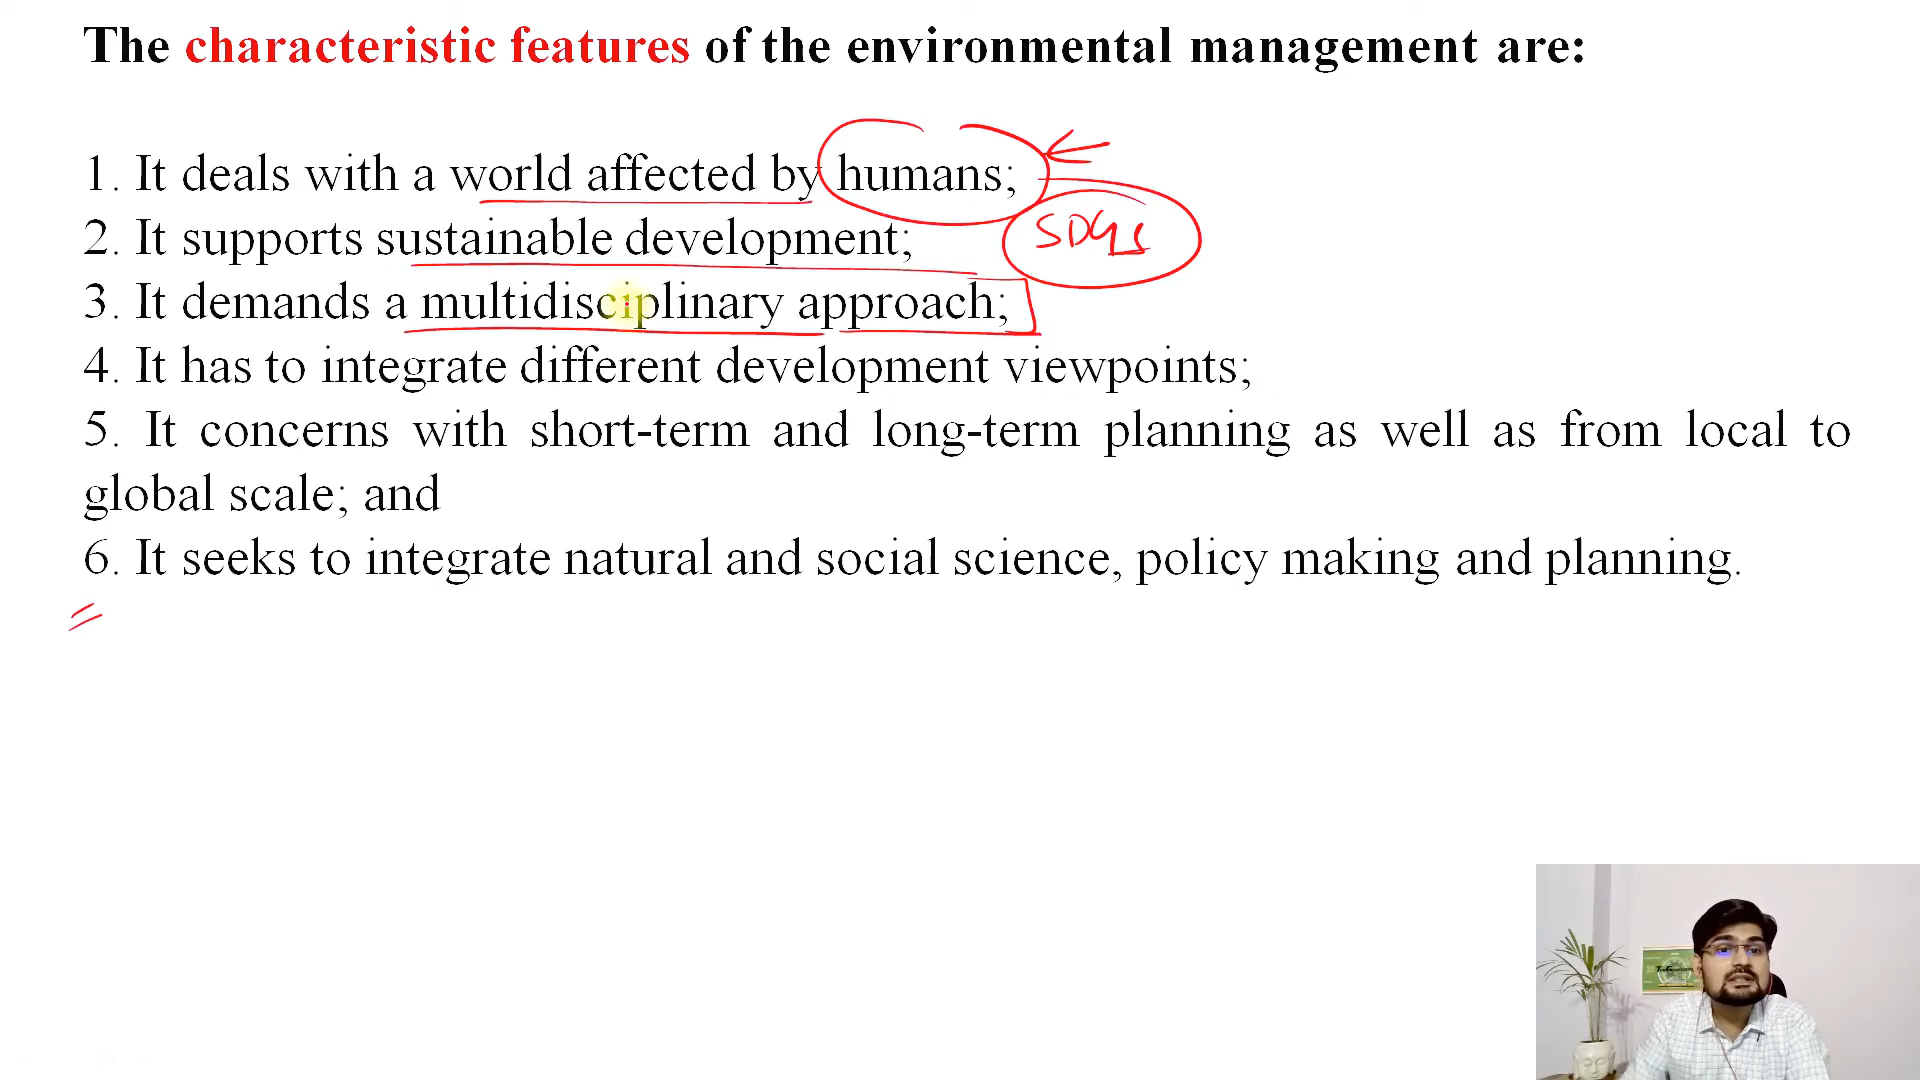 The characteristic features of the environmental management are:
1. It deals with a world affected by humans;
2. It supports sustainable development;
SDGs
3. It demands a multidisciplinary approach;
4. It has to integrate different development viewpoints;
5. It concerns with short-term and long-term planning as well as from local to
global scale; and
6. It seeks to integrate natural and social science, policy making and planning.